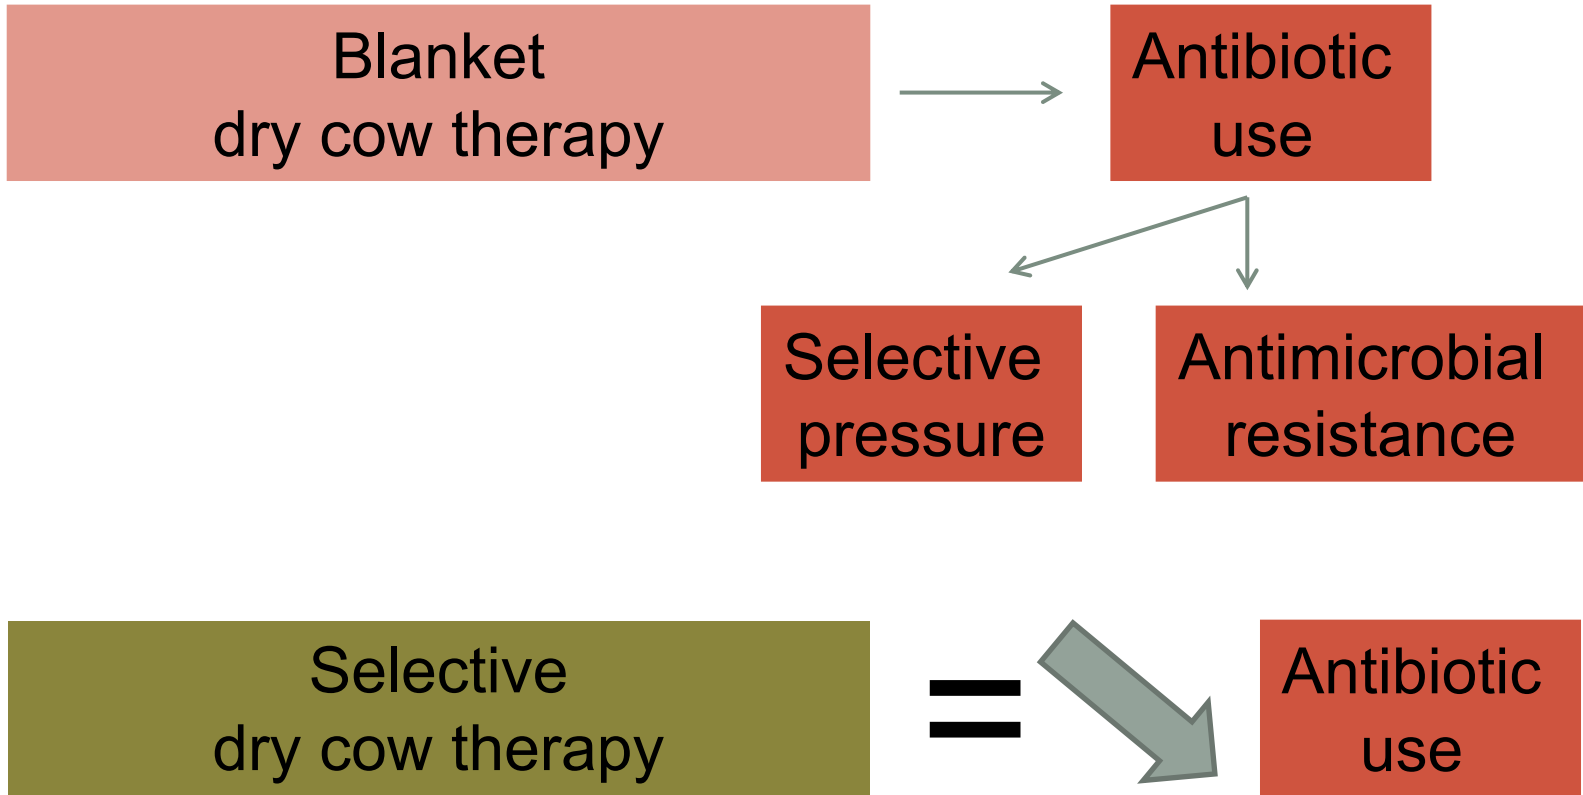 Blanket
dry cow therapy
Antibiotic
use
Selective
pressure
Antimicrobial
resistance
Selective
dry cow therapy
=
Antibiotic
use